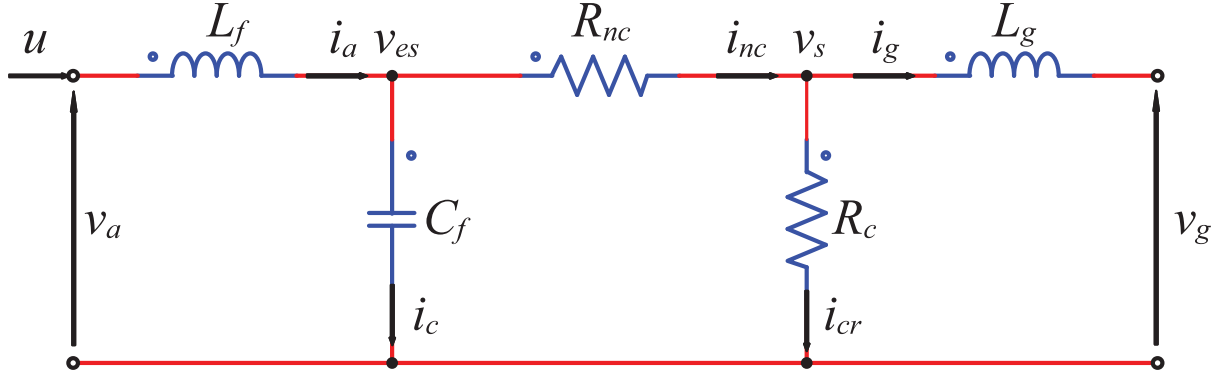 u L_f i_a v_es R_nc i_nc v_s i_g L_g
v_a C_f R_c v_g
i_c i_cr